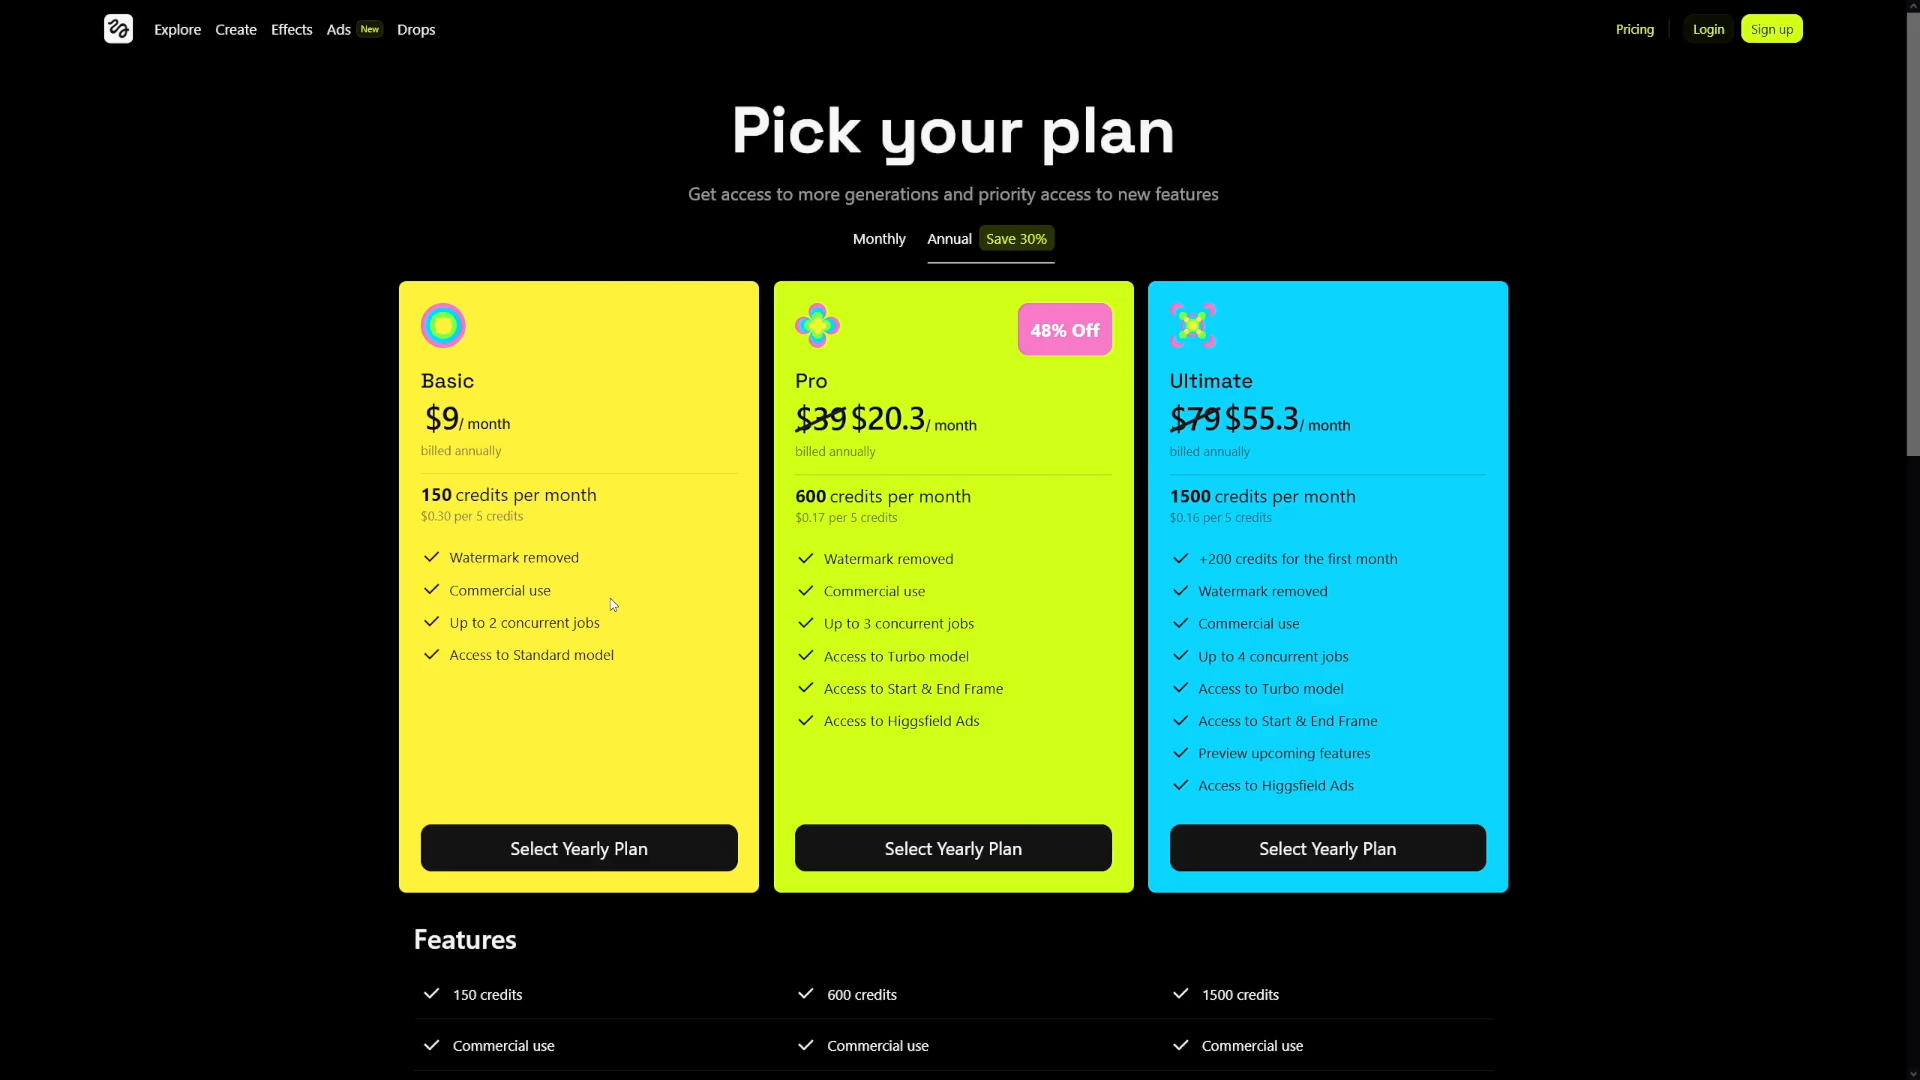 Explore Create Effects Ads New Drops Pricing Login Sign up
Pick your plan
Get access to more generations and priority access to new features
Monthly Annual Save 30%
Basic
$9/ month
billed annually
150 credits per month
$0.30 per 5 credits
Watermark removed
Commercial use
Up to 2 concurrent jobs
Access to Standard model
Select Yearly Plan
48% Off
Pro
$39 $20.3/ month
billed annually
600 credits per month
$0.17 per 5 credits
Watermark removed
Commercial use
Up to 3 concurrent jobs
Access to Turbo model
Access to Start & End Frame
Access to Higgsfield Ads
Select Yearly Plan
Ultimate
$79 $55.3/ month
billed annually
1500 credits per month
$0.16 per 5 credits
+200 credits for the first month
Watermark removed
Commercial use
Up to 4 concurrent jobs
Access to Turbo model
Access to Start & End Frame
Preview upcoming features
Access to Higgsfield Ads
Select Yearly Plan
Features
150 credits 600 credits 1500 credits
Commercial use Commercial use Commercial use